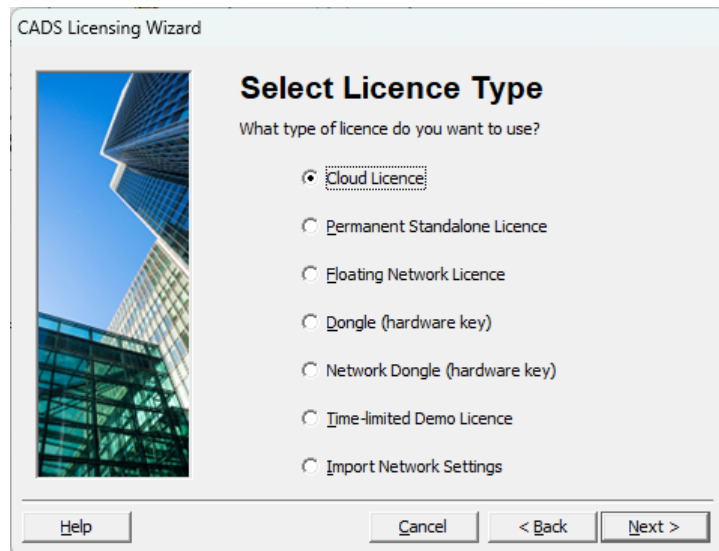 CADS Licensing Wizard
Select Licence Type
What type of licence do you want to use?
Cloud Licence
Permanent Standalone Licence
Floating Network Licence
Dongle (hardware key)
Network Dongle (hardware key)
Time-limited Demo Licence
Import Network Settings
Help
Cancel
< Back
Next >